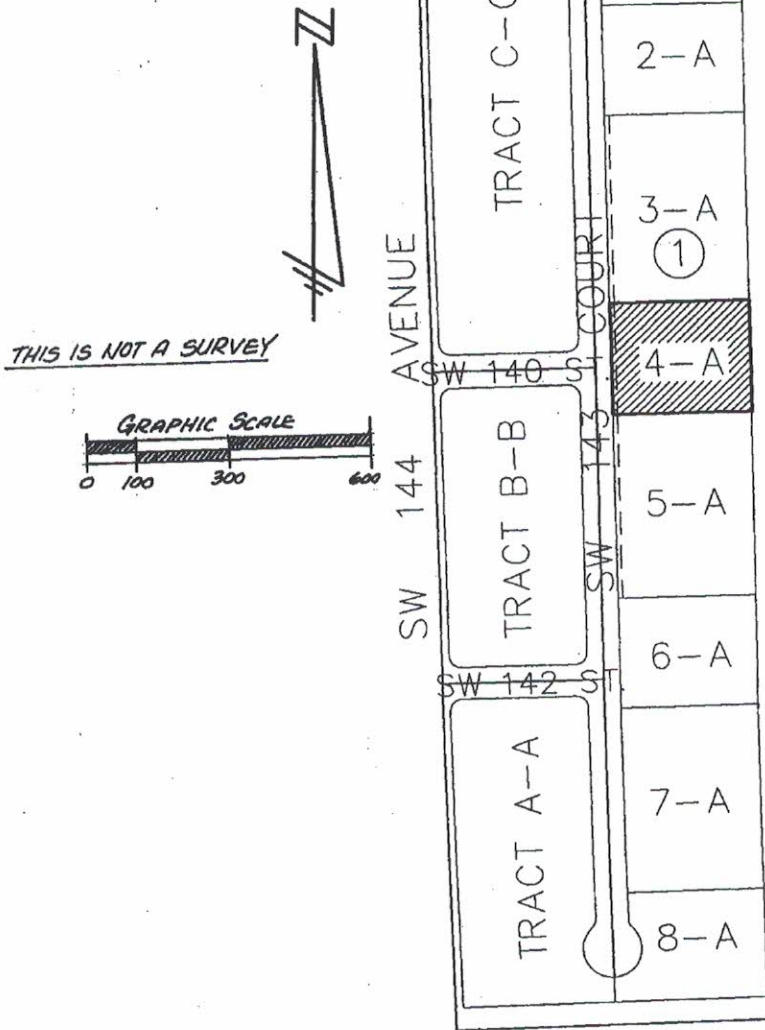 N
TRACT C-C
2-A
3-A
1
AVENUE
COURT
THIS IS NOT A SURVEY
SW 140 ST
4-A
GRAPHIC SCALE
0 100 300 600
144
143
TRACT B-B
5-A
SW
SW
6-A
SW 142 ST
TRACT A-A
7-A
8-A